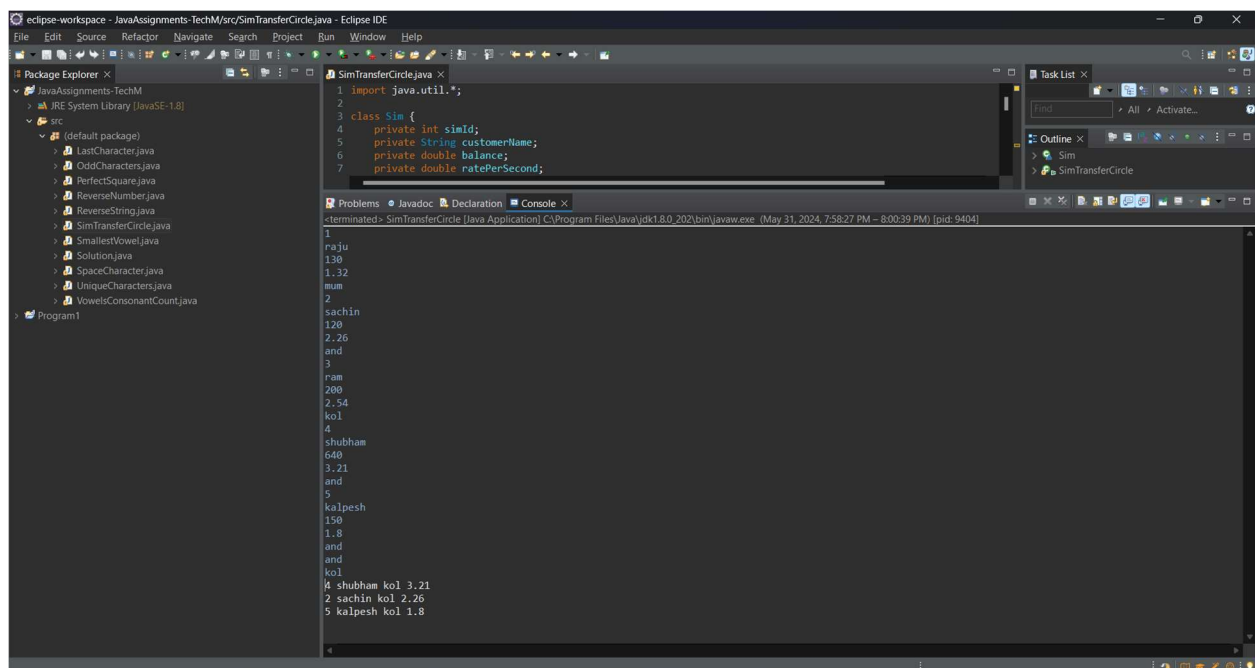 eclipse-workspace - JavaAssignments-TechM/src/SimTransferCircle.java - Eclipse IDE
File Edit Source Refactor Navigate Search Project Run Window Help
Package Explorer
JavaAssignments-TechM
JRE System Library [JavaSE-1.8]
src
(default package)
LastCharacter.java
OddCharacters.java
PerfectSquare.java
ReverseNumber.java
ReverseString.java
SimTransferCircle.java
SmallestVowel.java
Solution.java
SpaceCharacter.java
UniqueCharacters.java
VowelsConsonantCount.java
Program1
SimTransferCircle.java
1 import java.util.*;
2
3 class Sim {
4 private int simId;
5 private String customerName;
6 private double balance;
7 private double ratePerSecond;
Problems Javadoc Declaration Console
<terminated> SimTransferCircle [Java Application] C:\Program Files\Java\jdk1.8.0_202\bin\javaw.exe (May 31, 2024, 7:58:27 PM – 8:00:39 PM) [pid: 9404]
1
raju
130
1.32
mum
2
sachin
120
2.26
and
3
ram
200
2.54
kol
4
shubham
640
3.21
and
5
kalpesh
150
1.8
and
and
kol
4 shubham kol 3.21
2 sachin kol 2.26
5 kalpesh kol 1.8
Task List
Find All Activate...
Outline
Sim
SimTransferCircle